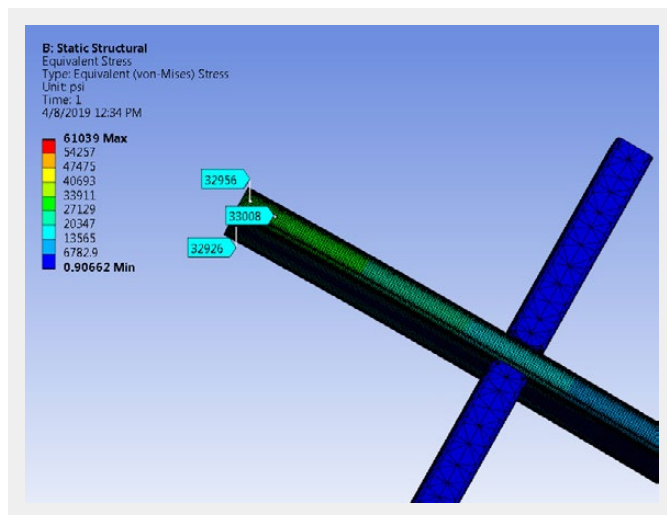 B: Static Structural
Equivalent Stress
Type: Equivalent (von-Mises) Stress
Unit: psi
Time: 1
4/8/2019 12:34 PM
61039 Max
54257
47475
40693
33911
27129
20347
13565
6782.9
0.90662 Min
32956
33008
32926